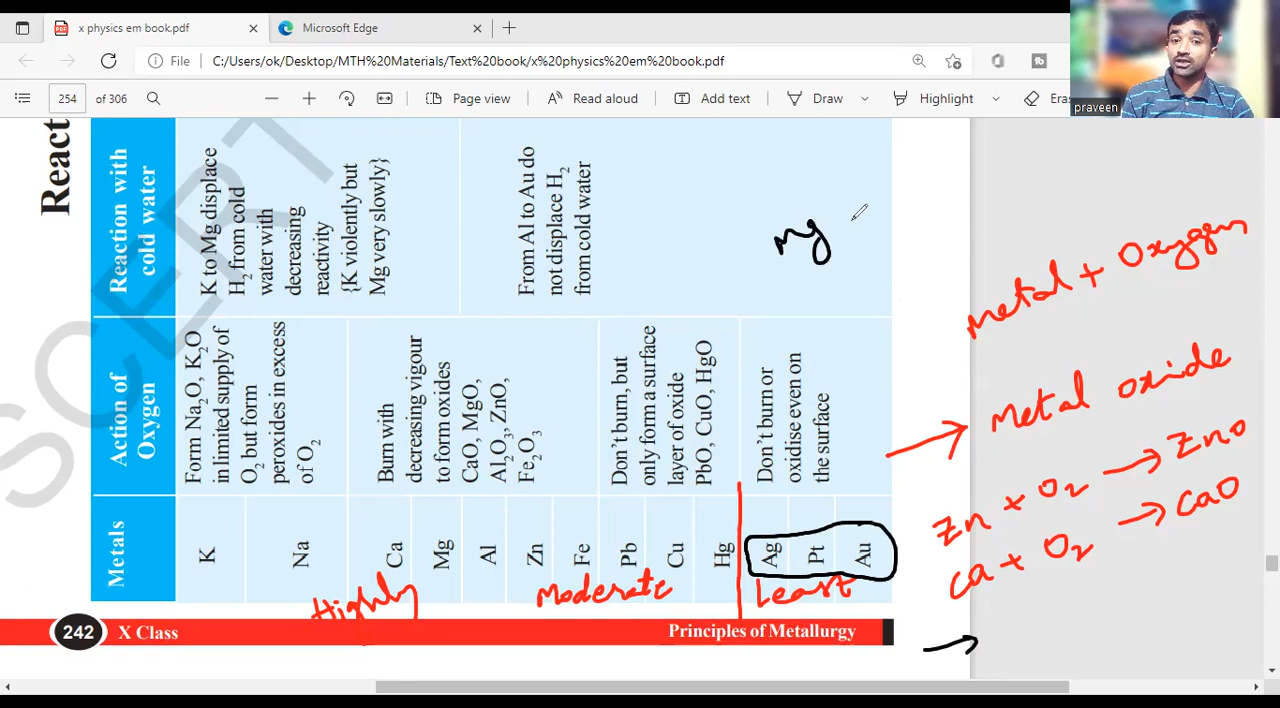 x physics em book.pdf
Microsoft Edge
File
C:/Users/ok/Desktop/MTH%20Materials/Text%20book/x%20physics%20em%20book.pdf
254
of 306
Page view
Read aloud
Add text
Draw
Highlight
Eras
praveen
React
Reaction with
cold water
K to Mg displace
H2 from cold
water with
decreasing
reactivity
{K violently but
Mg very slowly}
From Al to Au do
not displace H2
from cold water
Action of
Oxygen
Form Na2O, K2O
in limited supply of
O2 but form
peroxides in excess
of O2
Burn with
decreasing vigour
to form oxides
CaO, MgO,
Al2O3, ZnO,
Fe2O3
Don't burn, but
only form a surface
layer of oxide
PbO, CuO, HgO
Don't burn or
oxidise even on
the surface
Metals
K
Na
Ca
Mg
Al
Zn
Fe
Pb
Cu
Hg
Ag
Pt
Au
Highly
Moderate
Least
Mg
Metal + Oxygen
→ Metal oxide
Zn + O2 → ZnO
Ca + O2 → CaO
→
242
X Class
Principles of Metallurgy
SCERT